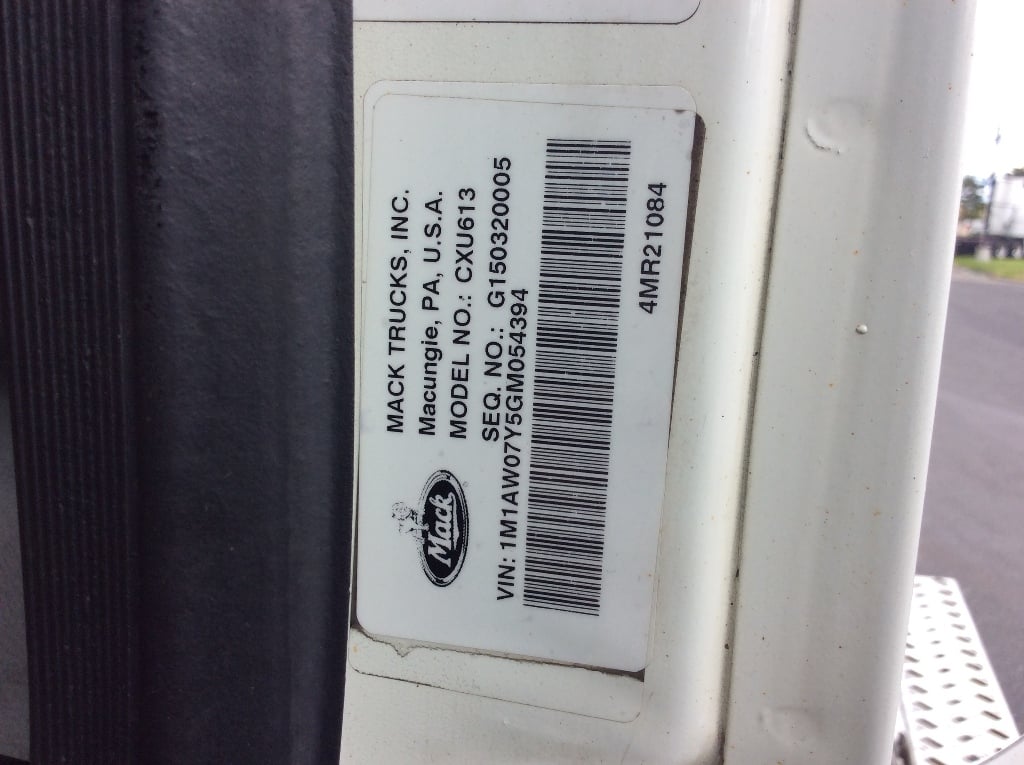 MACK TRUCKS, INC.
Macungie, PA, U.S.A.
MODEL NO.: CXU613
SEQ. NO.: G150320005
Mack
VIN: 1M1AW07Y5GM054394
4MR21084